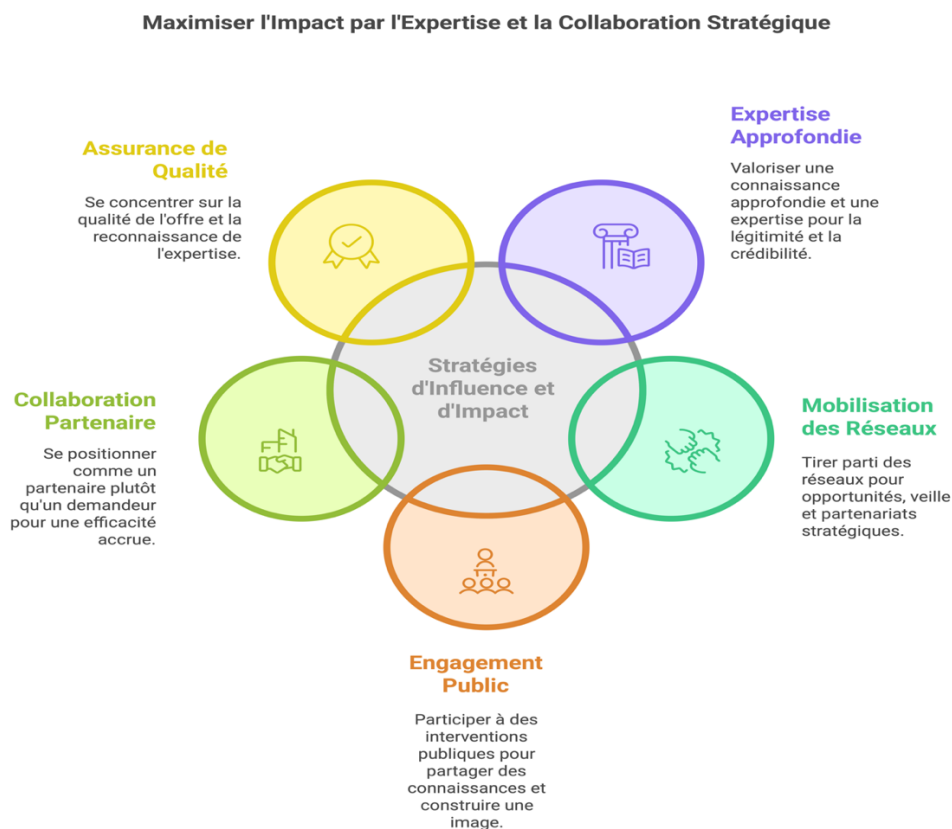 Maximiser l'Impact par l'Expertise et la Collaboration Stratégique
Expertise
Approfondie
Valoriser une
connaissance
approfondie et une
expertise pour la
légitimité et la
crédibilité.
Assurance de
Qualité
Se concentrer sur la
qualité de l'offre et la
reconnaissance de
l'expertise.
Stratégies
d'Influence et
d'Impact
Collaboration
Partenaire
Se positionner
comme un
partenaire plutôt
qu'un demandeur
pour une efficacité
accrue.
Mobilisation
des Réseaux
Tirer parti des
réseaux pour
opportunités, veille
et partenariats
stratégiques.
Engagement
Public
Participer à des
interventions
publiques pour
partager des
connaissances et
construire une
image.